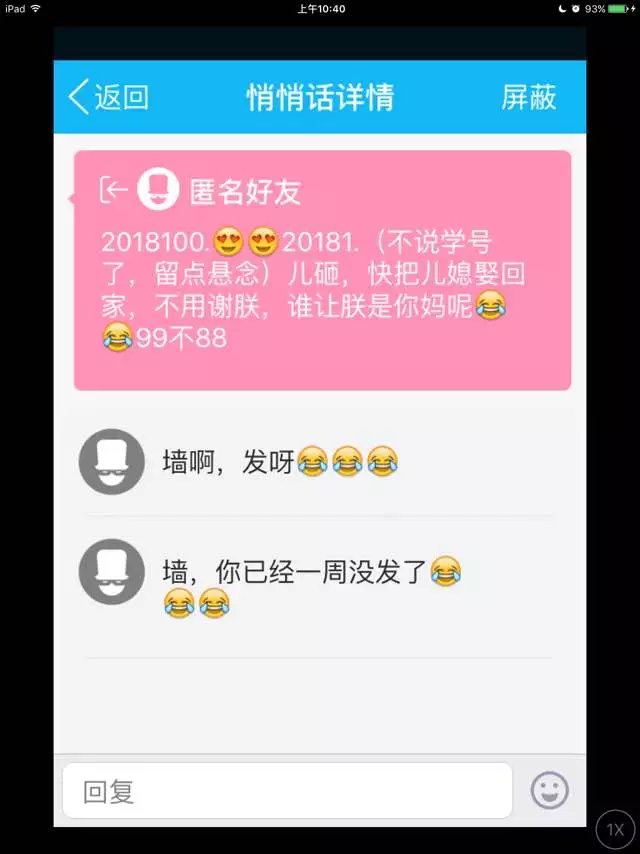 iPad 上午10:40 93%
返回 悄悄话详情 屏蔽
匿名好友
2018100.😍😍20181.（不说学号
了，留点悬念）儿砸，快把儿媳娶回
家，不用谢朕，谁让朕是你妈呢😂
😂99不88
墙啊，发呀😂😂😂
墙，你已经一周没发了😂
😂😂
回复
1X